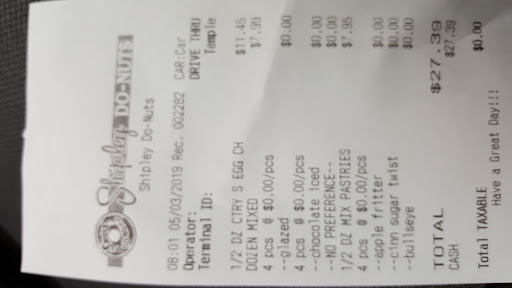 Shipley DO-NUTS
Shipley Do-Nuts
08:01 05/03/2019 Rec. 002282 CAR:Car
Operator: DRIVE THRU
Terminal ID: Temple
1/2 DZ CTRY S EGG CH $11.45
DOZEN MIXED $7.99
4 pcs @ $0.00/pcs
--glazed $0.00
4 pcs @ $0.00/pcs
--chocolate iced $0.00
--NO PREFERENCE-- $0.00
1/2 DZ MIX PASTRIES $7.95
4 pcs @ $0.00/pcs
--apple fritter $0.00
--cinn sugar twist $0.00
--bullseye $0.00
TOTAL $27.39
CASH $27.39
Total TAXABLE $0.00
Have a Great Day!!!